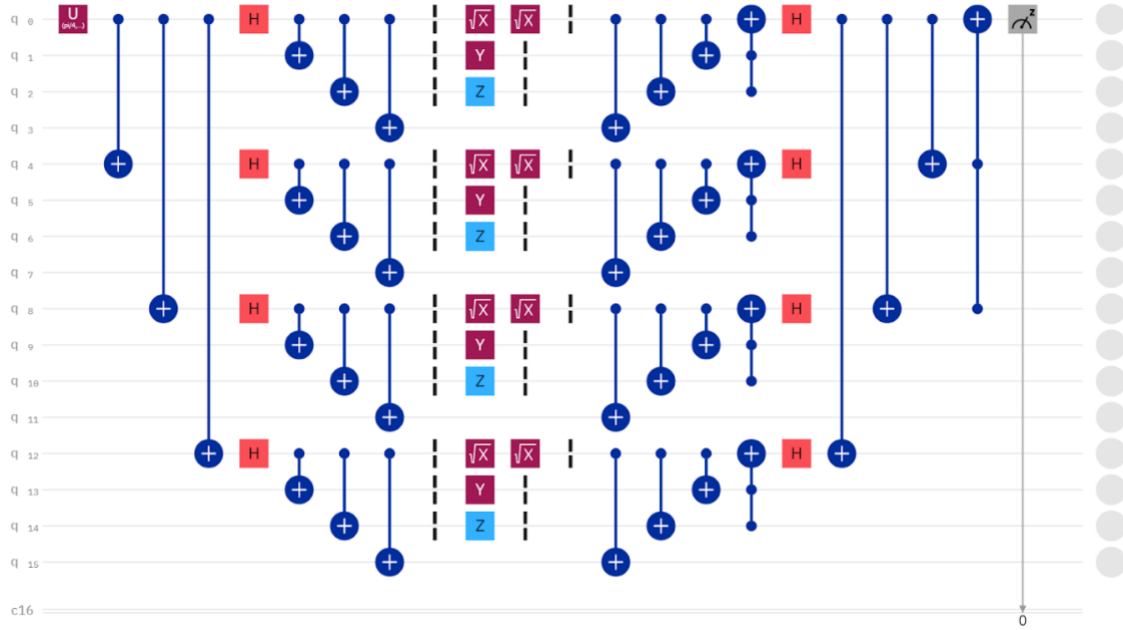 q 0 U (pi/4,...) H √X √X H z
q 1 Y
q 2 Z
q 3
q 4 H √X √X H
q 5 Y
q 6 Z
q 7
q 8 H √X √X H
q 9 Y
q 10 Z
q 11
q 12 H √X √X H
q 13 Y
q 14 Z
q 15
c16
0